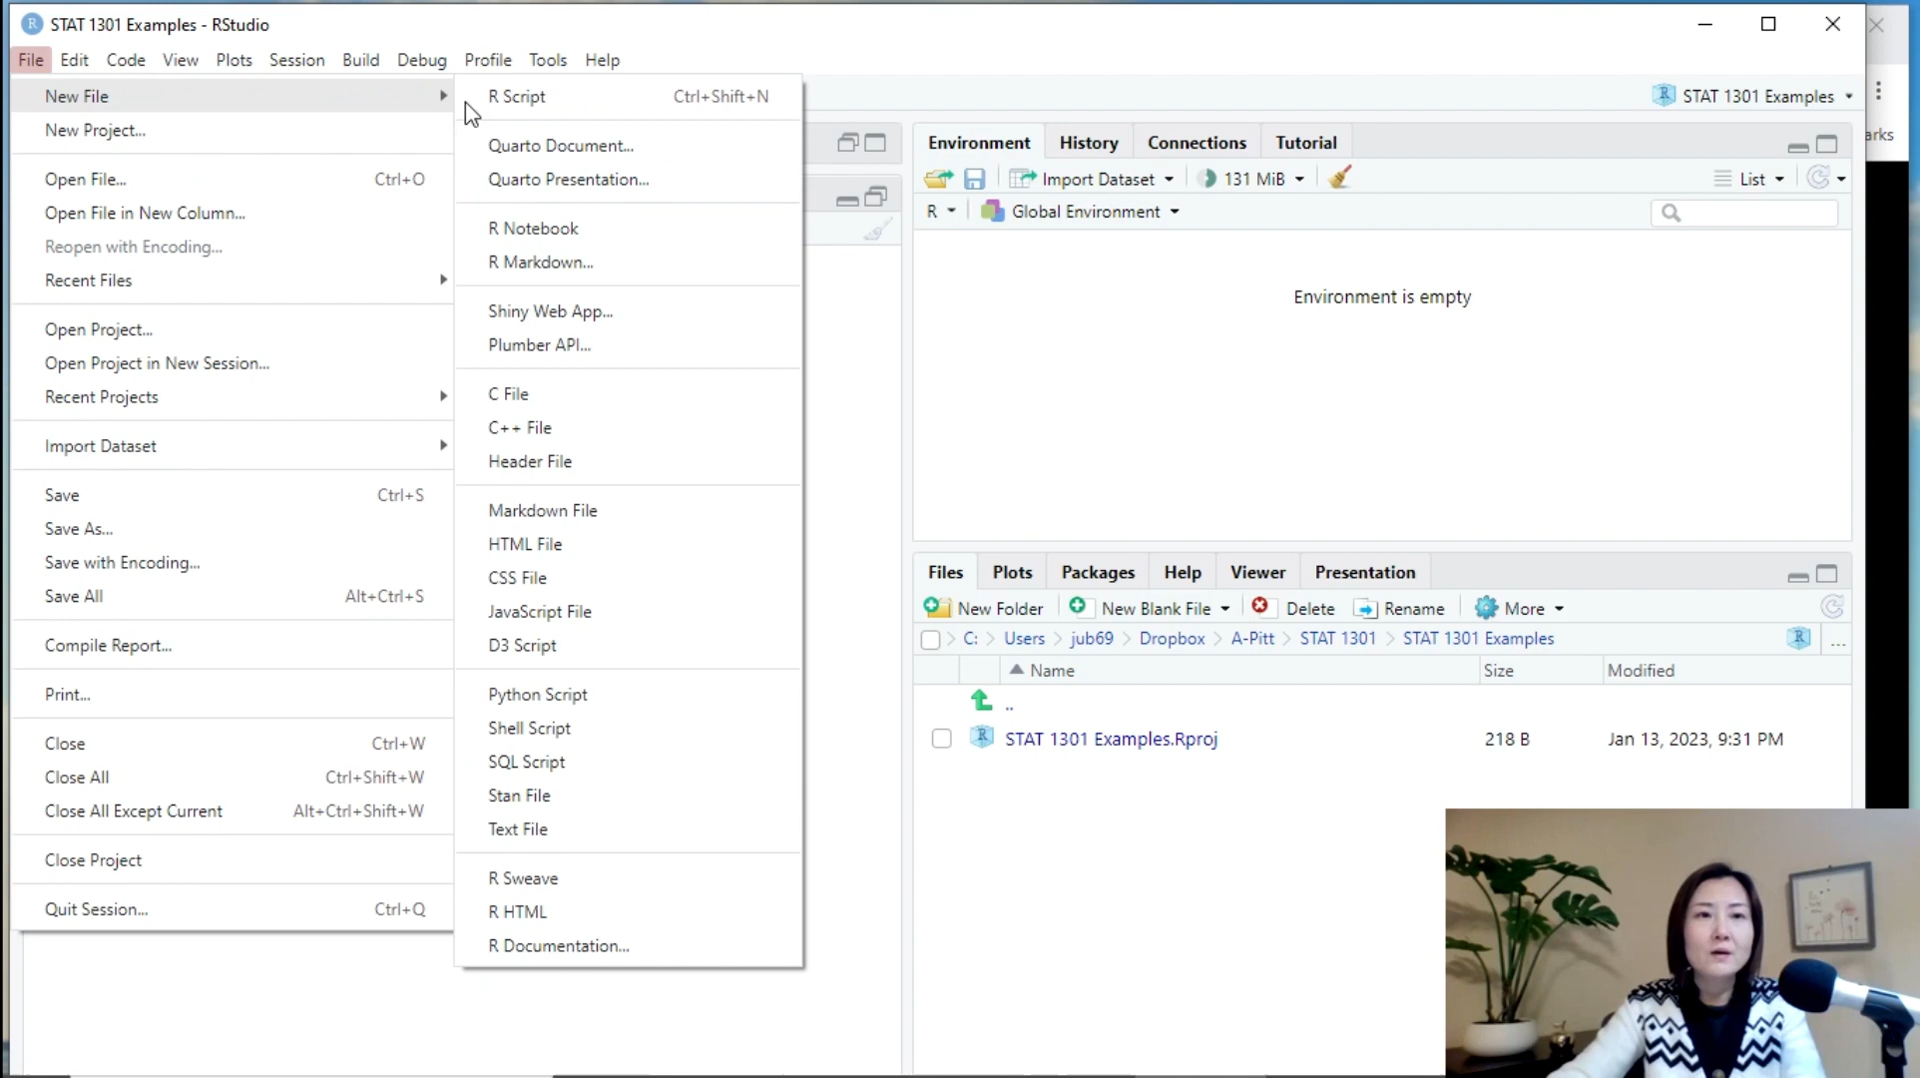 STAT 1301 Examples - RStudio
File Edit Code View Plots Session Build Debug Profile Tools Help
New File
New Project...
Open File... Ctrl+O
Open File in New Column...
Reopen with Encoding...
Recent Files
Open Project...
Open Project in New Session...
Recent Projects
Import Dataset
Save Ctrl+S
Save As...
Save with Encoding...
Save All Alt+Ctrl+S
Compile Report...
Print...
Close Ctrl+W
Close All Ctrl+Shift+W
Close All Except Current Alt+Ctrl+Shift+W
Close Project
Quit Session... Ctrl+Q
R Script Ctrl+Shift+N
Quarto Document...
Quarto Presentation...
R Notebook
R Markdown...
Shiny Web App...
Plumber API...
C File
C++ File
Header File
Markdown File
HTML File
CSS File
JavaScript File
D3 Script
Python Script
Shell Script
SQL Script
Stan File
Text File
R Sweave
R HTML
R Documentation...
STAT 1301 Examples
arks
Environment History Connections Tutorial
Import Dataset 131 MiB List
R Global Environment
Environment is empty
Files Plots Packages Help Viewer Presentation
New Folder New Blank File Delete Rename More
C: Users jub69 Dropbox A-Pitt STAT 1301 STAT 1301 Examples R ...
Name Size Modified
..
STAT 1301 Examples.Rproj 218 B Jan 13, 2023, 9:31 PM